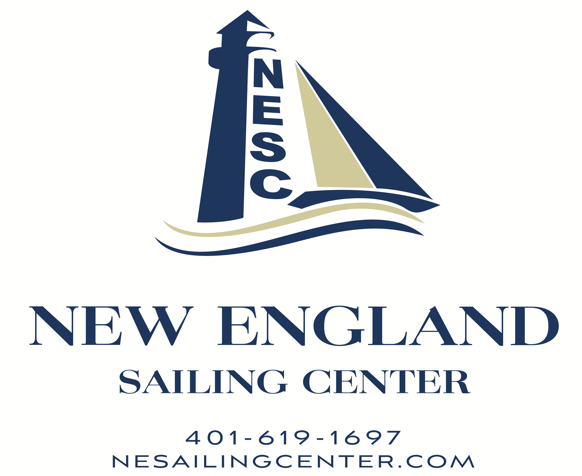 NESC
NEW ENGLAND
SAILING CENTER
401-619-1697
NESAILINGCENTER.COM